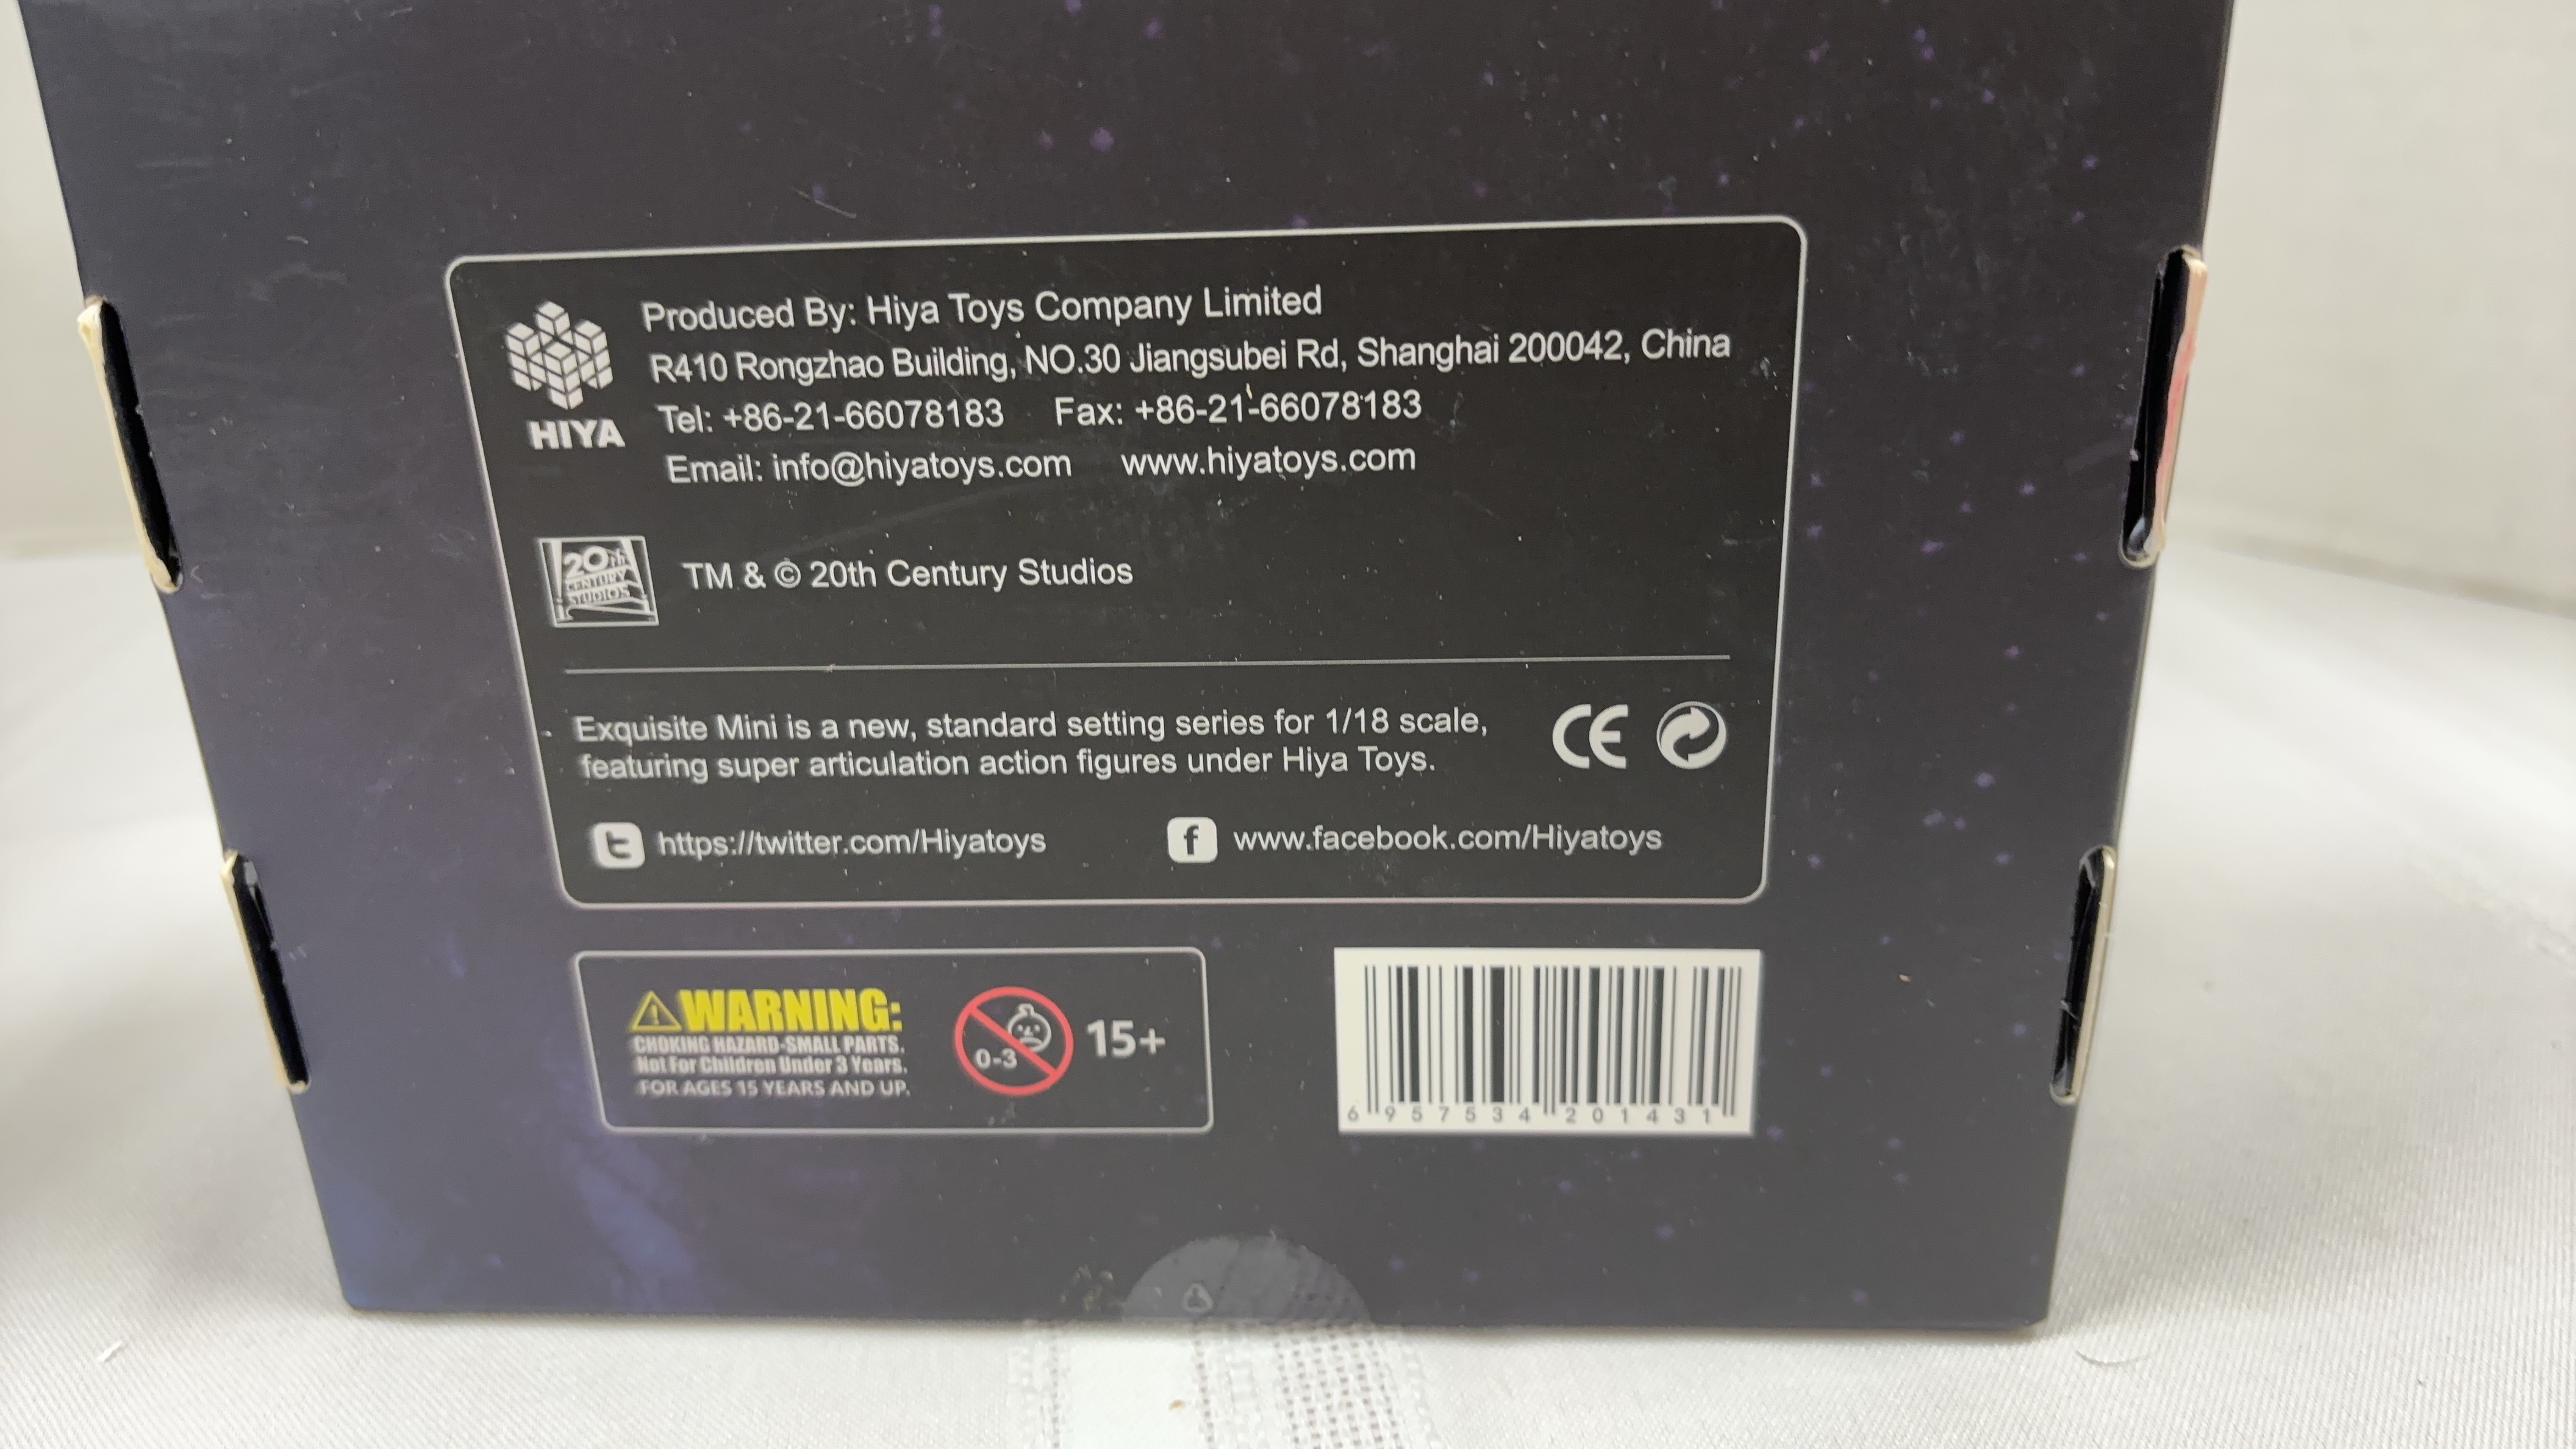 Produced By: Hiya Toys Company Limited
R410 Rongzhao Building, NO.30 Jiangsubei Rd, Shanghai 200042, China
Tel: +86-21-66078183 Fax: +86-21-66078183
HIYA
Email: info@hiyatoys.com www.hiyatoys.com
20th
CENTURY
STUDIOS
TM & © 20th Century Studios
Exquisite Mini is a new, standard setting series for 1/18 scale,
featuring super articulation action figures under Hiya Toys.
CE
https://twitter.com/Hiyatoys www.facebook.com/Hiyatoys
WARNING:
CHOKING HAZARD-SMALL PARTS.
Not For Children Under 3 Years.
FOR AGES 15 YEARS AND UP.
0-3
15+
6 957534 201431